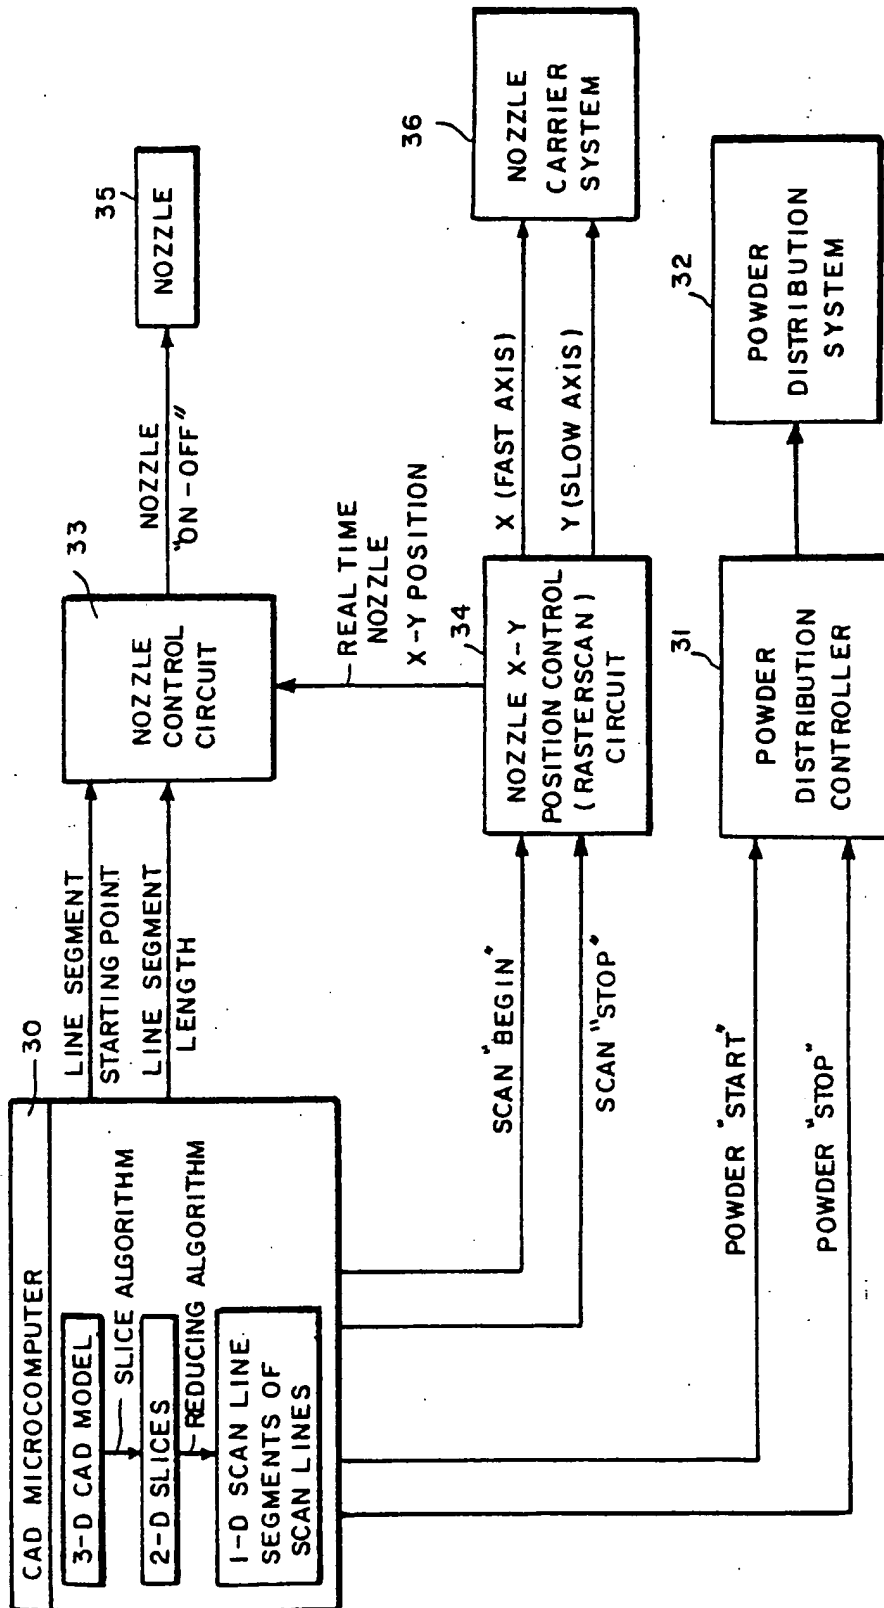 CAD MICROCOMPUTER
30
3-D CAD MODEL
SLICE ALGORITHM
2-D SLICES
REDUCING ALGORITHM
1-D SCAN LINE
SEGMENTS OF
SCAN LINES
LINE SEGMENT
STARTING POINT
LINE SEGMENT
LENGTH
33
NOZZLE
CONTROL
CIRCUIT
NOZZLE
"ON-OFF"
35
NOZZLE
REAL TIME
NOZZLE
X-Y POSITION
SCAN "BEGIN"
SCAN "STOP"
34
NOZZLE X-Y
POSITION CONTROL
(RASTERSCAN)
CIRCUIT
X (FAST AXIS)
Y (SLOW AXIS)
36
NOZZLE
CARRIER
SYSTEM
POWDER "START"
POWDER "STOP"
31
POWDER
DISTRIBUTION
CONTROLLER
32
POWDER
DISTRIBUTION
SYSTEM